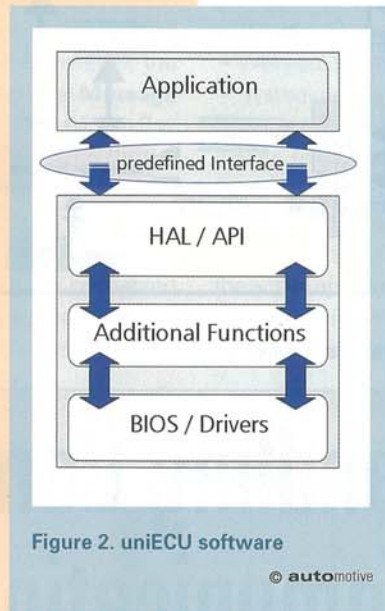 Application
predefined Interface
HAL / API
Additional Functions
BIOS / Drivers
Figure 2. uniECU software
© automotive